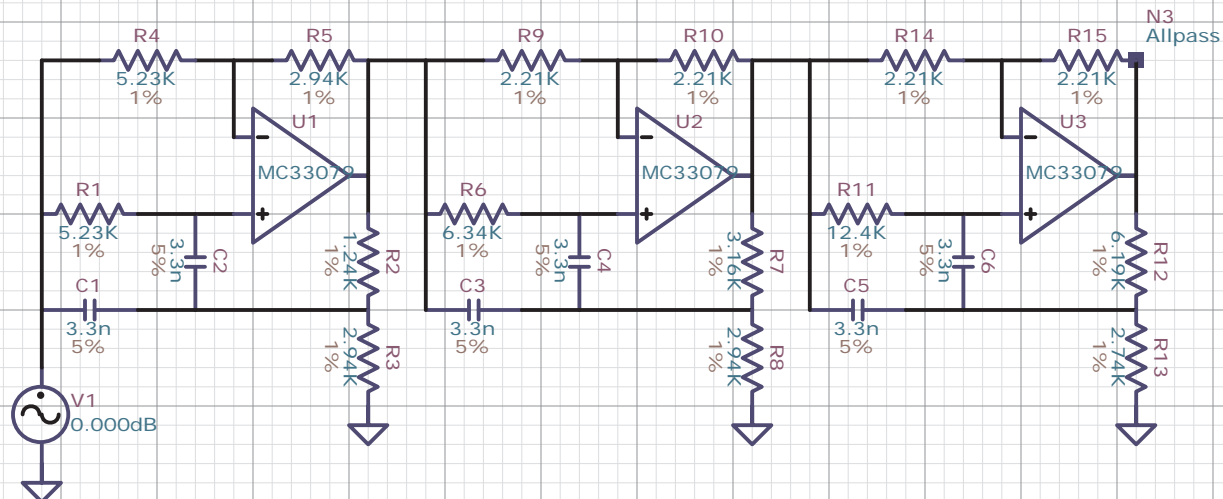 N3
Allpass
R4
5.23K
1%
R5
2.94K
1%
R9
2.21K
1%
R10
2.21K
1%
R14
2.21K
1%
R15
2.21K
1%
U1
MC33079
U2
MC33079
U3
MC33079
R1
5.23K
1%
C2
3.3n
5%
R2
1.24K
1%
R6
6.34K
1%
C4
3.3n
5%
R7
3.16K
1%
R11
12.4K
1%
C6
3.3n
5%
R12
6.19K
1%
C1
3.3n
5%
R3
2.94K
1%
C3
3.3n
5%
R8
2.94K
1%
C5
3.3n
5%
R13
2.74K
1%
V1
0.000dB